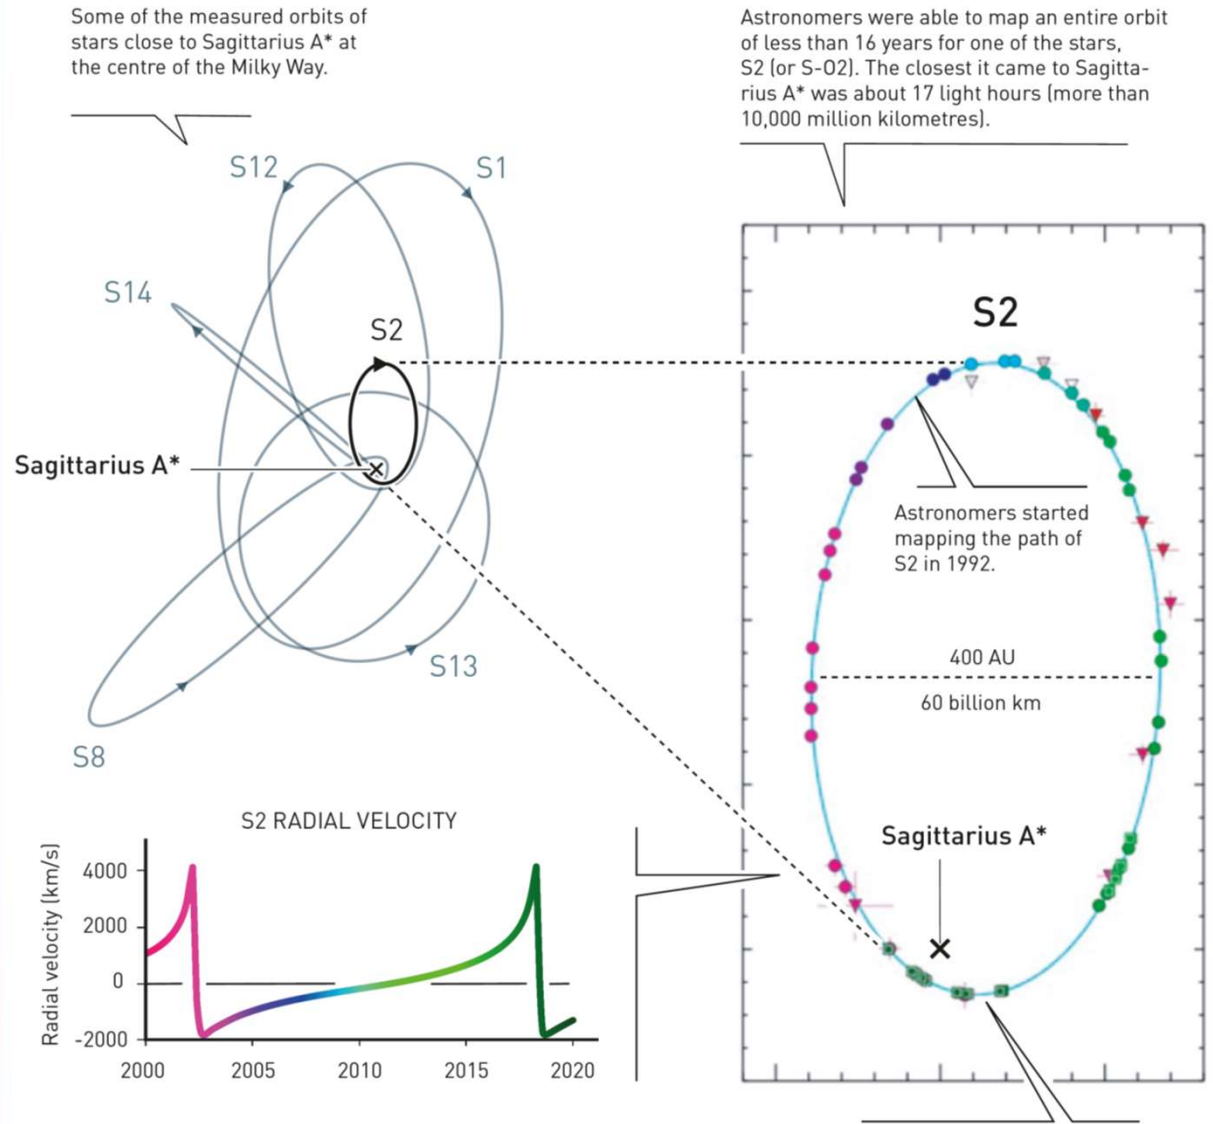 Some of the measured orbits of
stars close to Sagittarius A* at
the centre of the Milky Way.
Astronomers were able to map an entire orbit
of less than 16 years for one of the stars,
S2 (or S-O2). The closest it came to Sagitta-
rius A* was about 17 light hours (more than
10,000 million kilometres).
S12
S1
S14
S2
Sagittarius A*
S13
S8
S2
Astronomers started
mapping the path of
S2 in 1992.
400 AU
60 billion km
Sagittarius A*
S2 RADIAL VELOCITY
Radial velocity (km/s)
4000
2000
0
-2000
2000
2005
2010
2015
2020